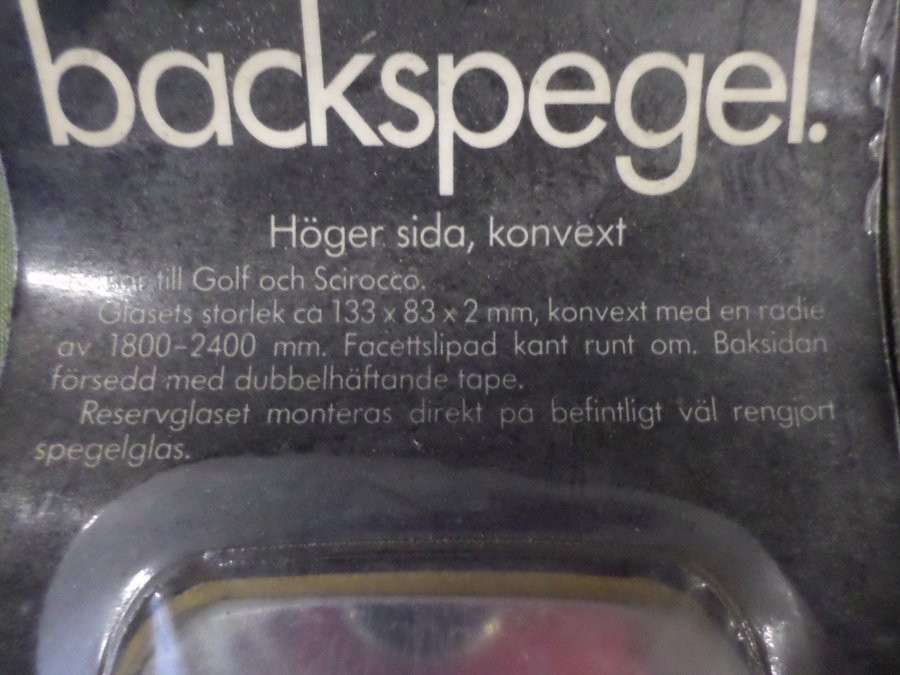 backspegel.
Höger sida, konvext
till Golf och Scirocco.
Glasets storlek ca 133 x 83 x 2 mm, konvext med en radie
av 1800-2400 mm. Facettslipad kant runt om. Baksidan
försedd med dubbelhäftande tape.
Reservglaset monteras direkt på befintligt väl rengjort
spegelglas.